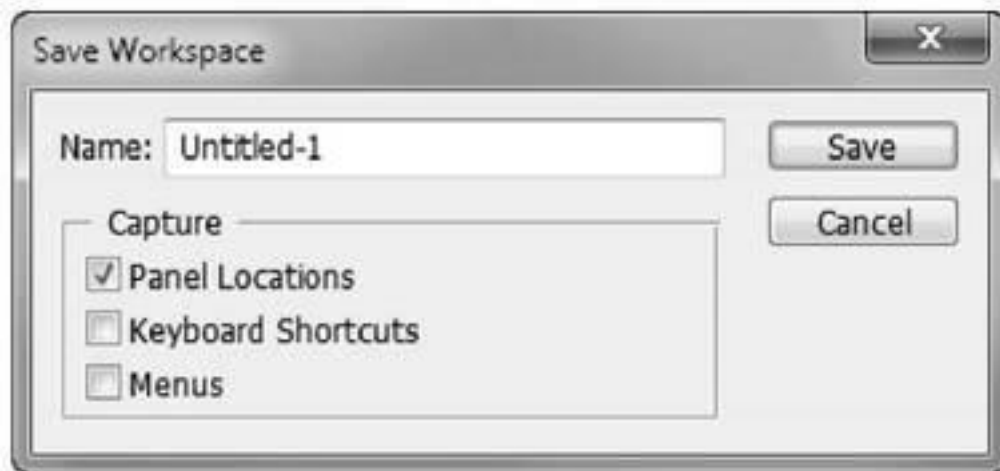 Save Workspace
Name: Untitled-1
Save
Capture
Cancel
Panel Locations
Keyboard Shortcuts
Menus